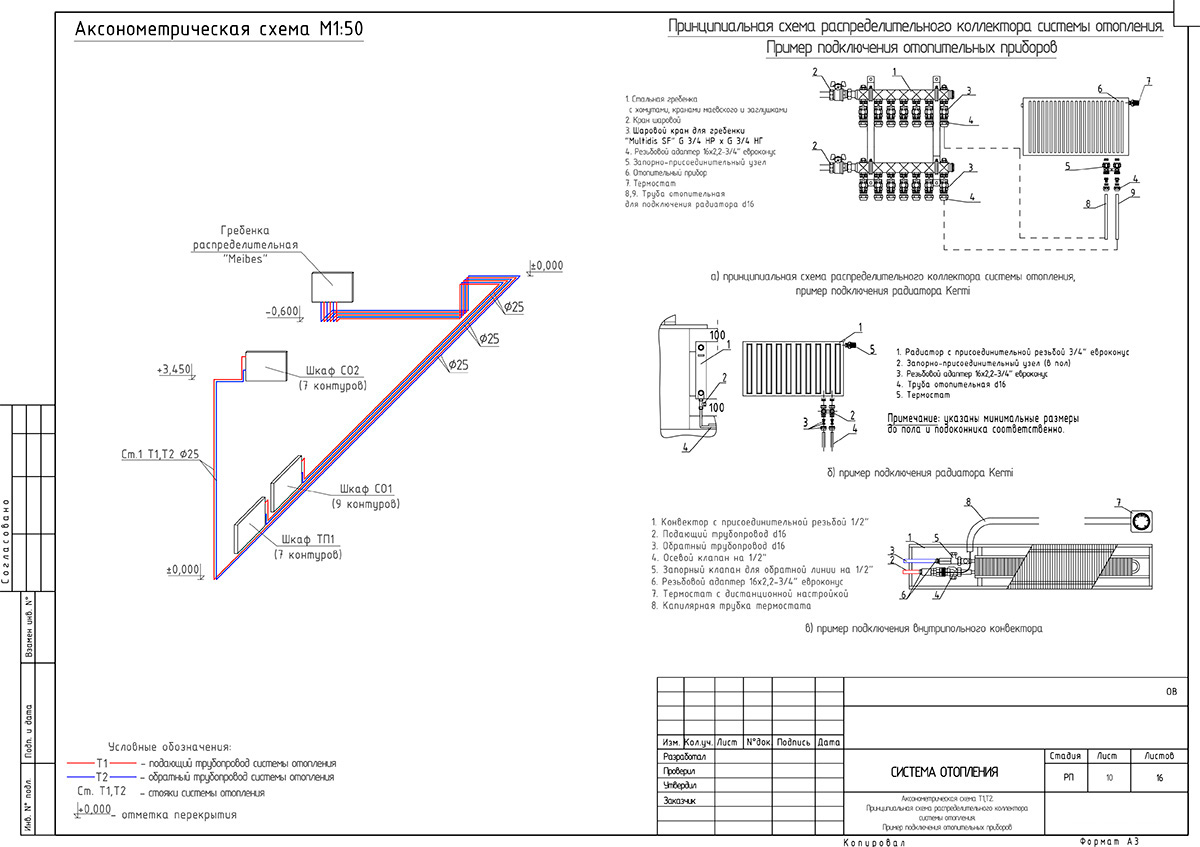 Аксонометрическая схема М1:50
Гребенка
распределительная
"Meibes"
-0,600
±0,000
Ø25
Ø25
Ø25
+3,450
Шкаф СО2
(7 контуров)
Ст.1 Т1,Т2 Ø25
Шкаф СО1
(9 контуров)
Шкаф ТП1
(7 контуров)
±0,000
Условные обозначения:
Т1 - подающий трубопровод системы отопления
Т2 - обратный трубопровод системы отопления
Ст. Т1,Т2 - стояки системы отопления
±0,000 - отметка перекрытия
Принципиальная схема распределительного коллектора системы отопления.
Пример подключения отопительных приборов
1. Стальная гребенка
с хомутами, кранами маевского и заглушками
2. Кран шаровой
3. Шаровой кран для гребенки
"Multidis SF" G 3/4 НР х G 3/4 НГ
4. Резьбовой адаптер 16х2,2-3/4" евроконус
5. Запорно-присоединительный узел
6. Отопительный прибор
7. Термостат
8,9. Труба отопительная
для подключения радиатора d16
2
1
3
4
2
3
4
6
7
5
4
8
9
а) принципиальная схема распределительного коллектора системы отопления,
пример подключения радиатора Kermi
100
1
2
100
4
1
5
3
2
4
1. Радиатор с присоединительной резьбой 3/4" евроконус
2. Запорно-присоединительный узел (в пол)
3. Резьбовой адаптер 16х2,2-3/4" евроконус
4. Труба отопительная d16
5. Термостат
Примечание: указаны минимальные размеры
до пола и подоконника соответственно.
б) пример подключения радиатора Kermi
1. Конвектор с присоединительной резьбой 1/2"
2. Подающий трубопровод d16
3. Обратный трубопровод d16
4. Осевой клапан на 1/2"
5. Запорный клапан для обратной линии на 1/2"
6. Резьбовой адаптер 16х2,2-3/4" евроконус
7. Термостат с дистанционной настройкой
8. Капилярная трубка термостата
8
7
1
5
3
2
6
4
в) пример подключения внутрипольного конвектора
Согласовано
Взамен инв. N°
Подп. и дата
Инв. N° подл.
ОВ
Изм. Кол.уч. Лист N°док. Подпись Дата
Разработал
Проверил
Утвердил
Заказчик
СИСТЕМА ОТОПЛЕНИЯ
Стадия Лист Листов
РП 10 16
Аксонометрическая схема Т1,Т2.
Принципиальная схема распределительного коллектора
системы отопления.
Пример подключения отопительных приборов
Копировал
Формат А3